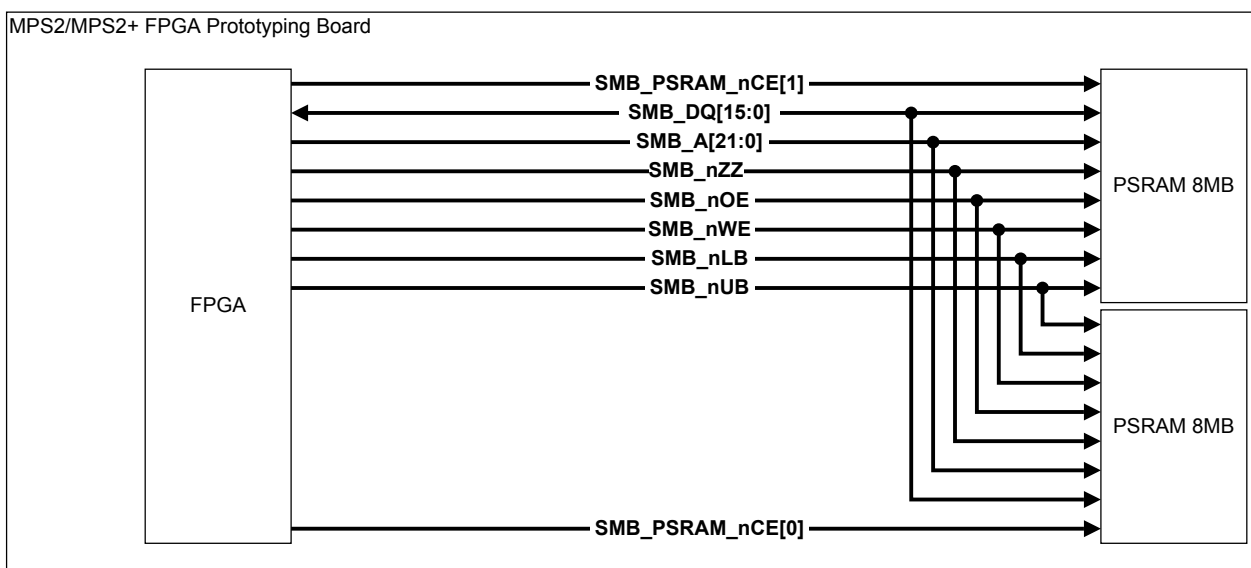 MPS2/MPS2+ FPGA Prototyping Board
SMB_PSRAM_nCE[1]
SMB_DQ[15:0]
SMB_A[21:0]
SMB_nZZ
SMB_nOE
SMB_nWE
SMB_nLB
SMB_nUB
PSRAM 8MB
FPGA
PSRAM 8MB
SMB_PSRAM_nCE[0]